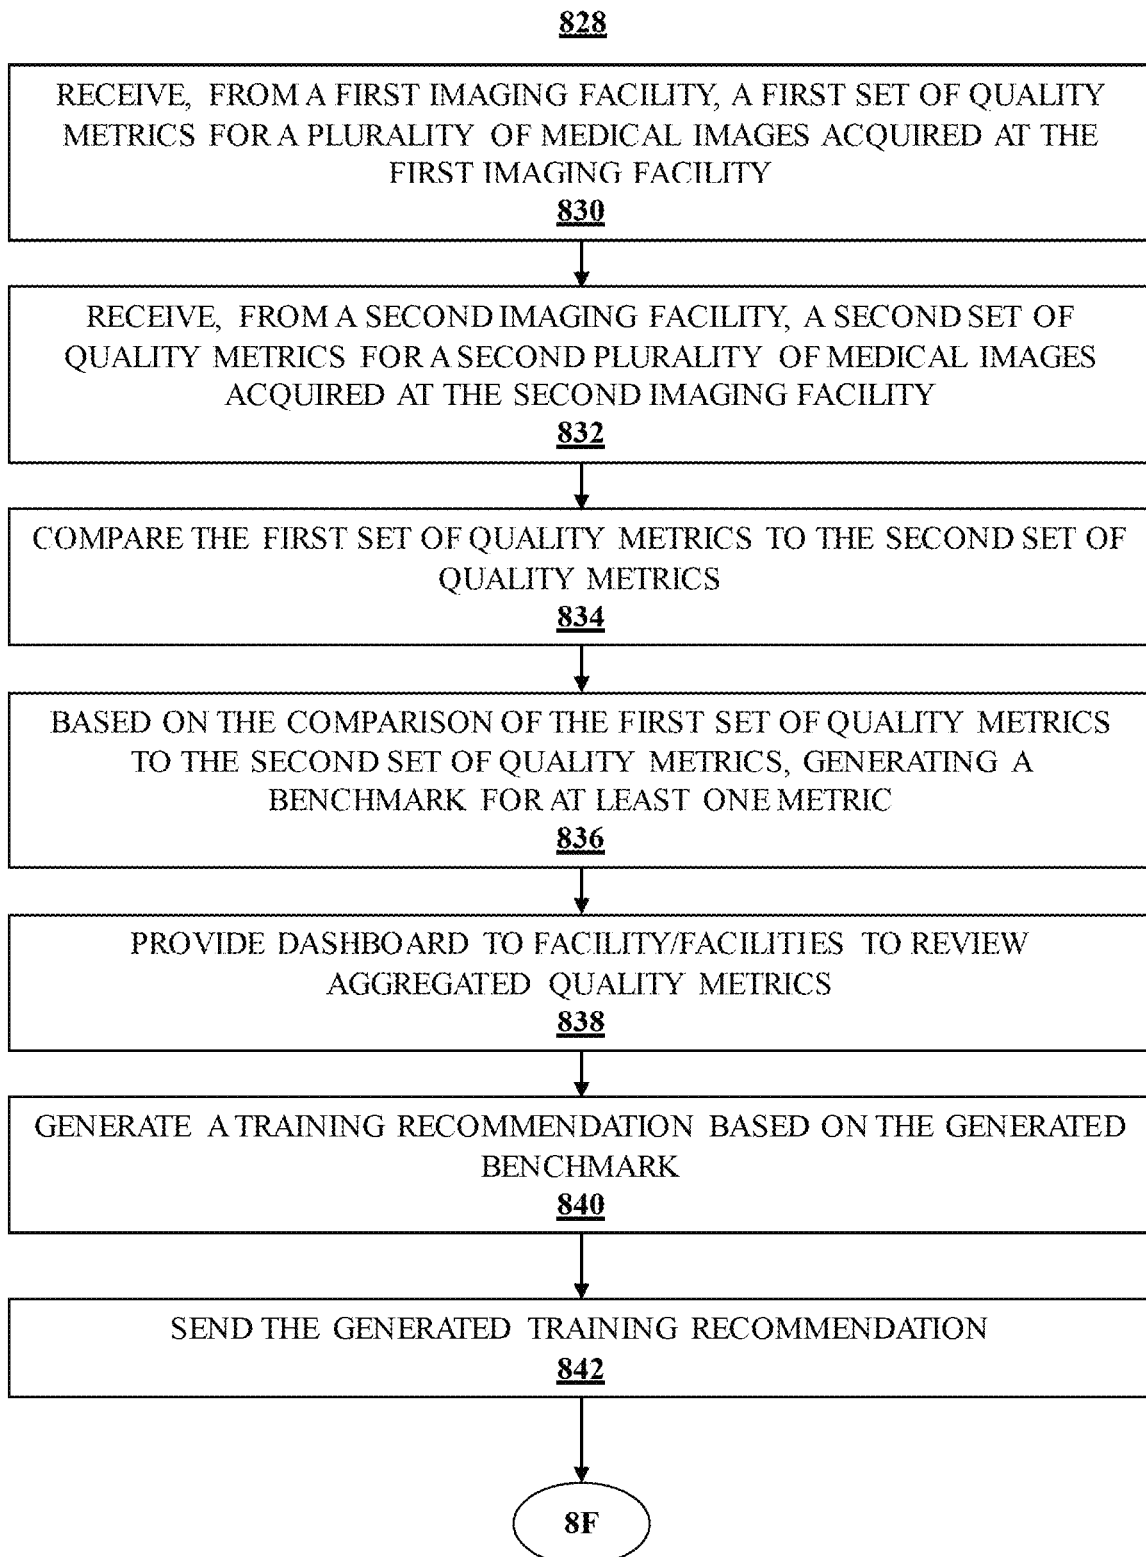 828
RECEIVE, FROM A FIRST IMAGING FACILITY, A FIRST SET OF QUALITY
METRICS FOR A PLURALITY OF MEDICAL IMAGES ACQUIRED AT THE
FIRST IMAGING FACILITY
830
RECEIVE, FROM A SECOND IMAGING FACILITY, A SECOND SET OF
QUALITY METRICS FOR A SECOND PLURALITY OF MEDICAL IMAGES
ACQUIRED AT THE SECOND IMAGING FACILITY
832
COMPARE THE FIRST SET OF QUALITY METRICS TO THE SECOND SET OF
QUALITY METRICS
834
BASED ON THE COMPARISON OF THE FIRST SET OF QUALITY METRICS
TO THE SECOND SET OF QUALITY METRICS, GENERATING A
BENCHMARK FOR AT LEAST ONE METRIC
836
PROVIDE DASHBOARD TO FACILITY/FACILITIES TO REVIEW
AGGREGATED QUALITY METRICS
838
GENERATE A TRAINING RECOMMENDATION BASED ON THE GENERATED
BENCHMARK
840
SEND THE GENERATED TRAINING RECOMMENDATION
842
8F